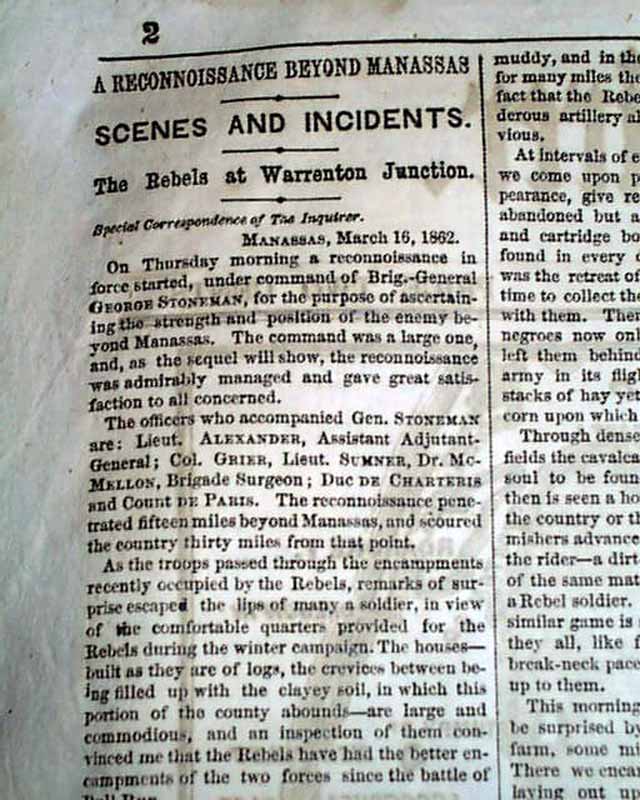 2
A RECONNOISSANCE BEYOND MANASSAS
SCENES AND INCIDENTS.
The Rebels at Warrenton Junction.
Special Correspondence of The Inquirer.
MANASSAS, March 16, 1862.
On Thursday morning a reconnoissance in
force started, under command of Brig.-General
GEORGE STONEMAN, for the purpose of ascertain-
ing the strength and position of the enemy be-
yond Manassas. The command was a large one,
and, as the sequel will show, the reconnoissance
was admirably managed and gave great satis-
faction to all concerned.
The officers who accompanied Gen. STONEMAN
are: Lieut. ALEXANDER, Assistant Adjutant-
General; Col. GRIER, Lieut. SUMNER, Dr. MC-
MELLON, Brigade Surgeon; DUC DE CHARTERIS
and Count DE PARIS. The reconnoissance pene-
trated fifteen miles beyond Manassas, and scoured
the country thirty miles from that point.
As the troops passed through the encampments
recently occupied by the Rebels, remarks of sur-
prise escaped the lips of many a soldier, in view
of the comfortable quarters provided for the
Rebels during the winter campaign. The houses—
built as they are of logs, the crevices between be-
ing filled up with the clayey soil, in which this
portion of the county abounds—are large and
commodious, and an inspection of them con-
vinced me that the Rebels have had the better en-
campments of the two forces since the battle of
muddy, and in the
for many miles the
fact that the Rebe
derous artillery al
vious.
At intervals of e
we come upon p
pearance, give re
abandoned but a
and cartridge bo
found in every
was the retreat of
time to collect the
with them. Ther
negroes now onl
left them behind
army in its fligh
stacks of hay yet
corn upon which
Through dense
fields the cavalca
soul to be foun
then is seen a ho
the country or th
mishers advance
the rider—a dirt
of the same mat
a Rebel soldier.
similar game is
they all, like f
break-neck pace
up to them.
This morning
be surprised by
farm, some mi
There we enca
laying out up